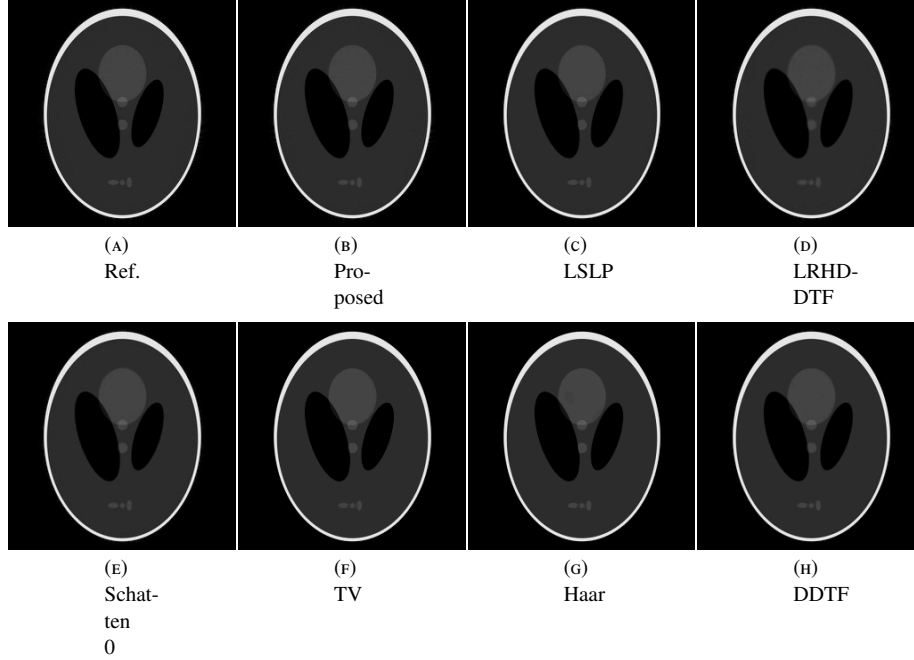 (A)
Ref.
(B)
Pro-
posed
(C)
LSLP
(D)
LRHD-
DTF
(E)
Schat-
ten
0
(F)
TV
(G)
Haar
(H)
DDTF